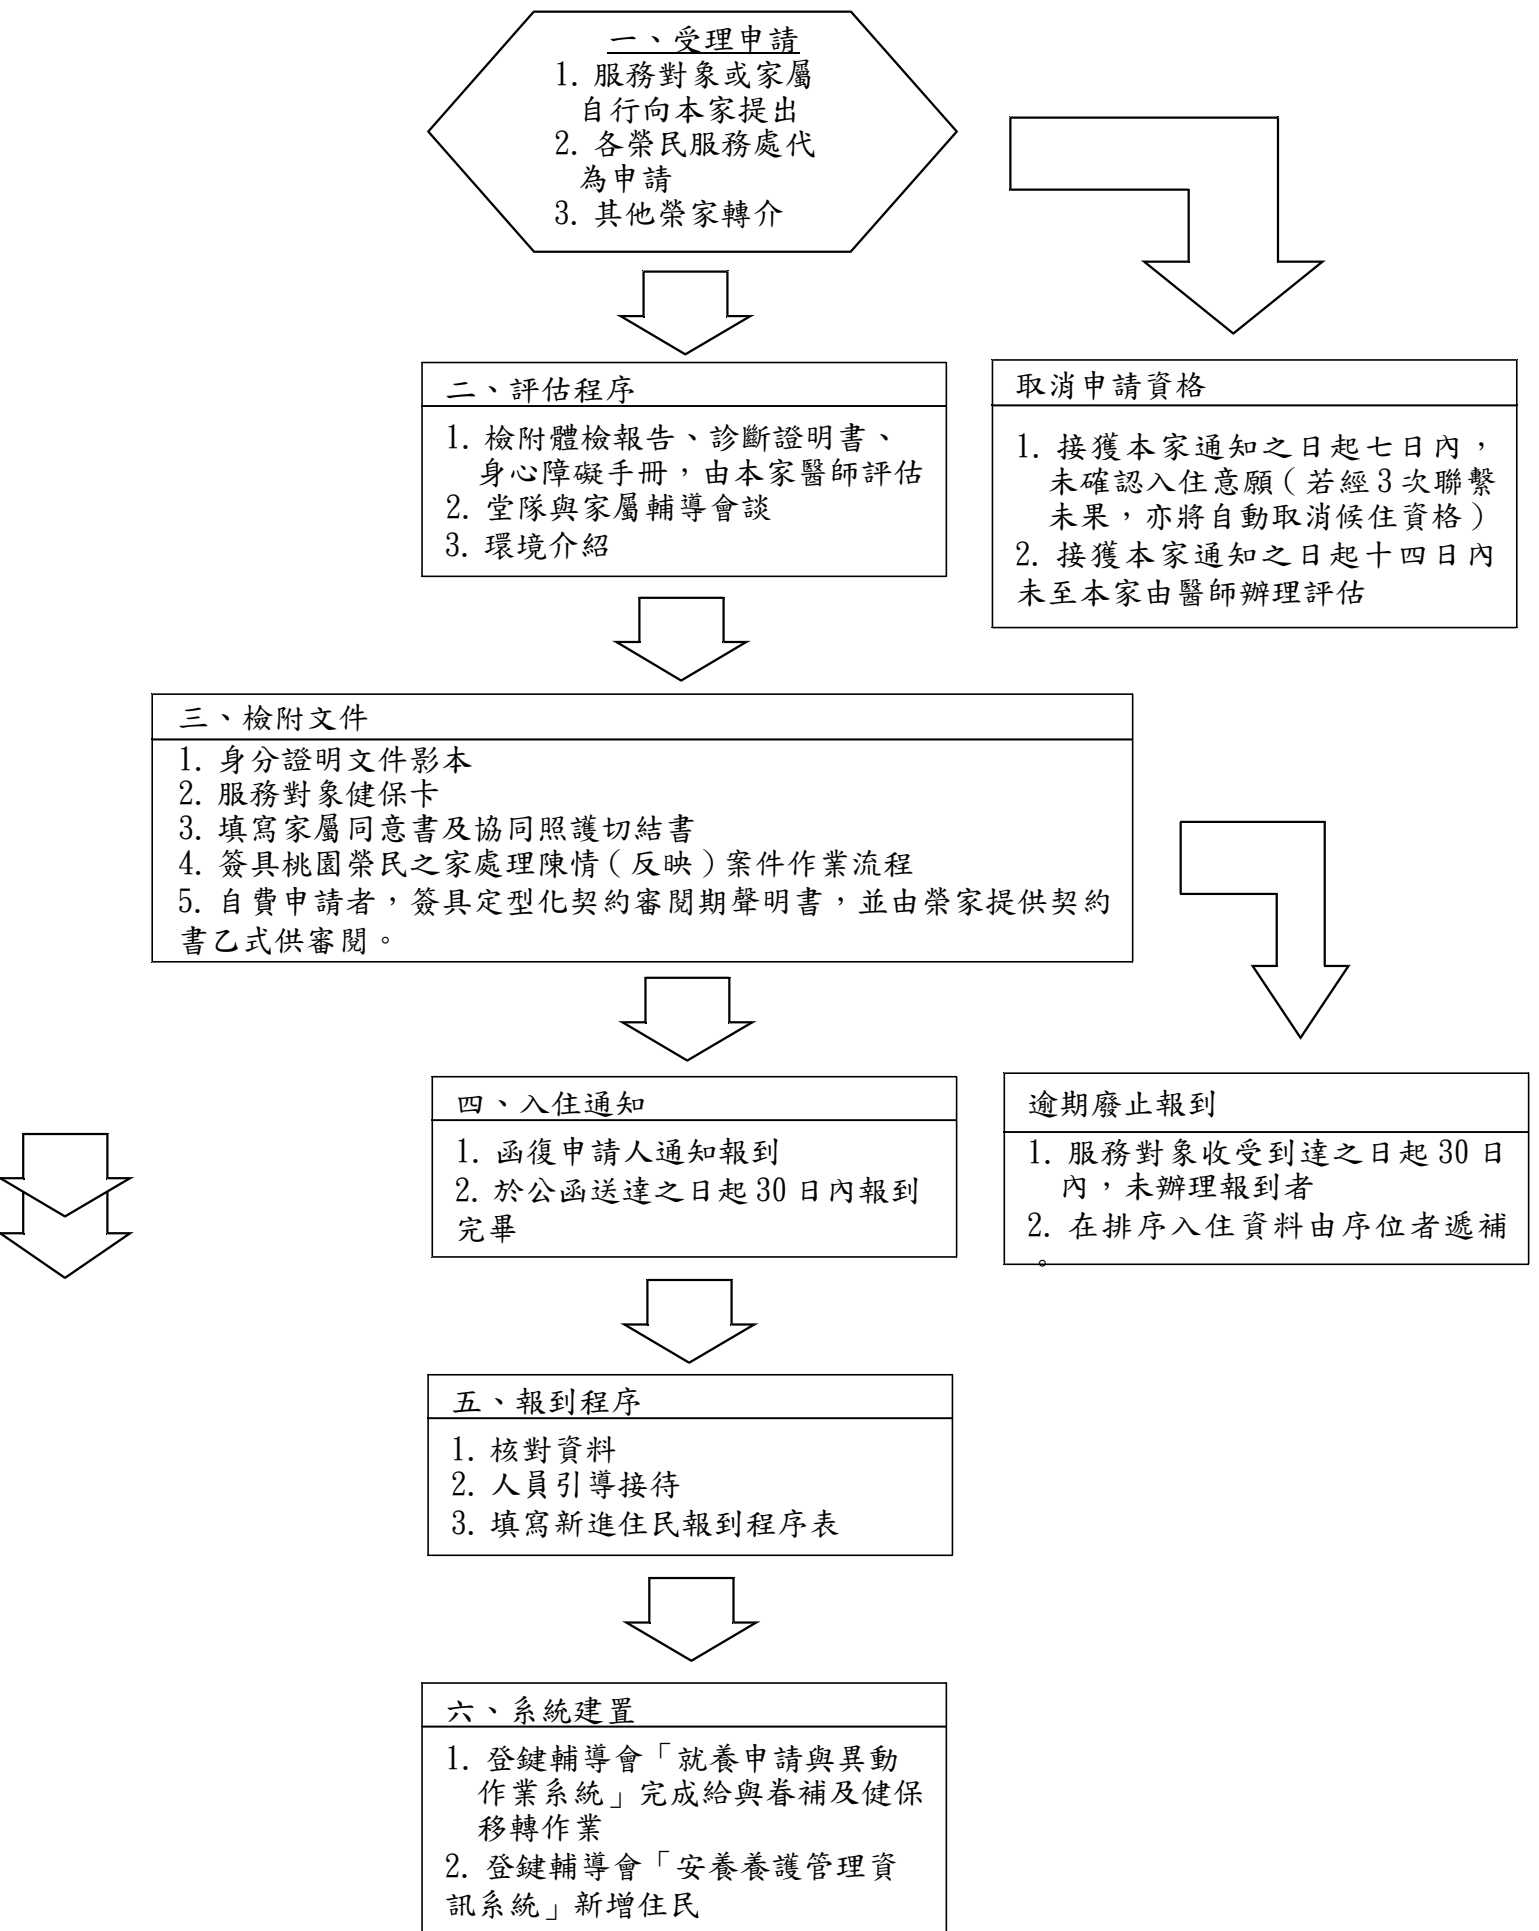 一、受理申請
1. 服務對象或家屬
自行向本家提出
2. 各榮民服務處代
為申請
3. 其他榮家轉介
二、評估程序
1. 檢附體檢報告、診斷證明書、
身心障礙手冊，由本家醫師評估
2. 堂隊與家屬輔導會談
3. 環境介紹
取消申請資格
1. 接獲本家通知之日起七日內，
未確認入住意願（若經3次聯繫
未果，亦將自動取消候住資格）
2. 接獲本家通知之日起十四日內
未至本家由醫師辦理評估
三、檢附文件
1. 身分證明文件影本
2. 服務對象健保卡
3. 填寫家屬同意書及協同照護切結書
4. 簽具桃園榮民之家處理陳情（反映）案件作業流程
5. 自費申請者，簽具定型化契約審閱期聲明書，並由榮家提供契約
書乙式供審閱。
四、入住通知
1. 函復申請人通知報到
2. 於公函送達之日起30日內報到
完畢
逾期廢止報到
1. 服務對象收受到達之日起30日
內，未辦理報到者
2. 在排序入住資料由序位者遞補
。
五、報到程序
1. 核對資料
2. 人員引導接待
3. 填寫新進住民報到程序表
六、系統建置
1. 登鍵輔導會「就養申請與異動
作業系統」完成給與眷補及健保
移轉作業
2. 登鍵輔導會「安養養護管理資
訊系統」新增住民